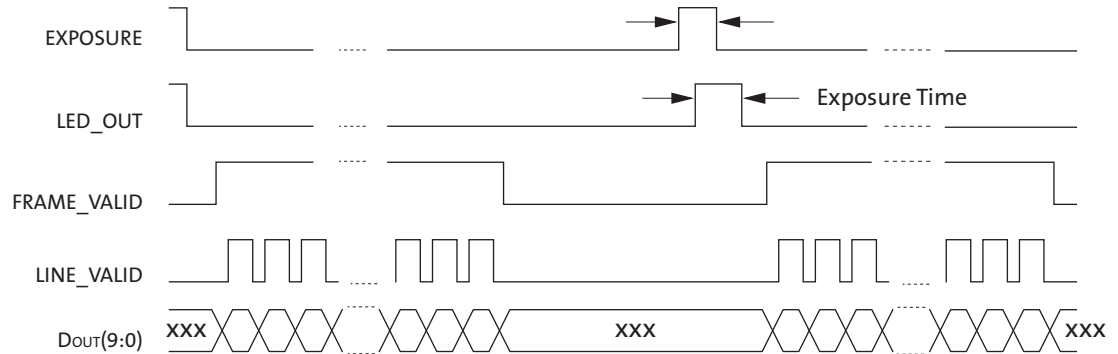 EXPOSURE
LED_OUT
Exposure Time
FRAME_VALID
LINE_VALID
DOUT(9:0)
XXX
XXX
XXX